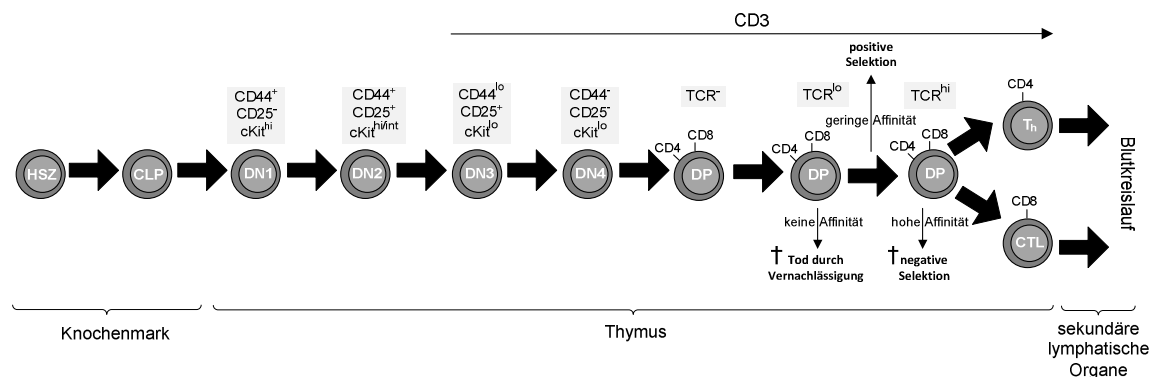 CD3
positive
Selektion
CD44⁺
CD25⁻
cKitʰⁱ
CD44⁺
CD25⁺
cKitʰⁱ/ⁱⁿᵗ
CD44ˡᵒ
CD25⁺
cKitˡᵒ
CD44⁻
CD25⁻
cKitˡᵒ
TCR⁻
TCRˡᵒ
TCRʰⁱ
geringe Affinität
HSZ
CLP
DN1
DN2
DN3
DN4
CD4
CD8
DP
CD4
CD8
DP
CD4
CD8
DP
CD4
Tₕ
CD8
CTL
Blutkreislauf
keine Affinität
† Tod durch
Vernachlässigung
hohe Affinität
† negative
Selektion
Knochenmark
Thymus
sekundäre
lymphatische
Organe